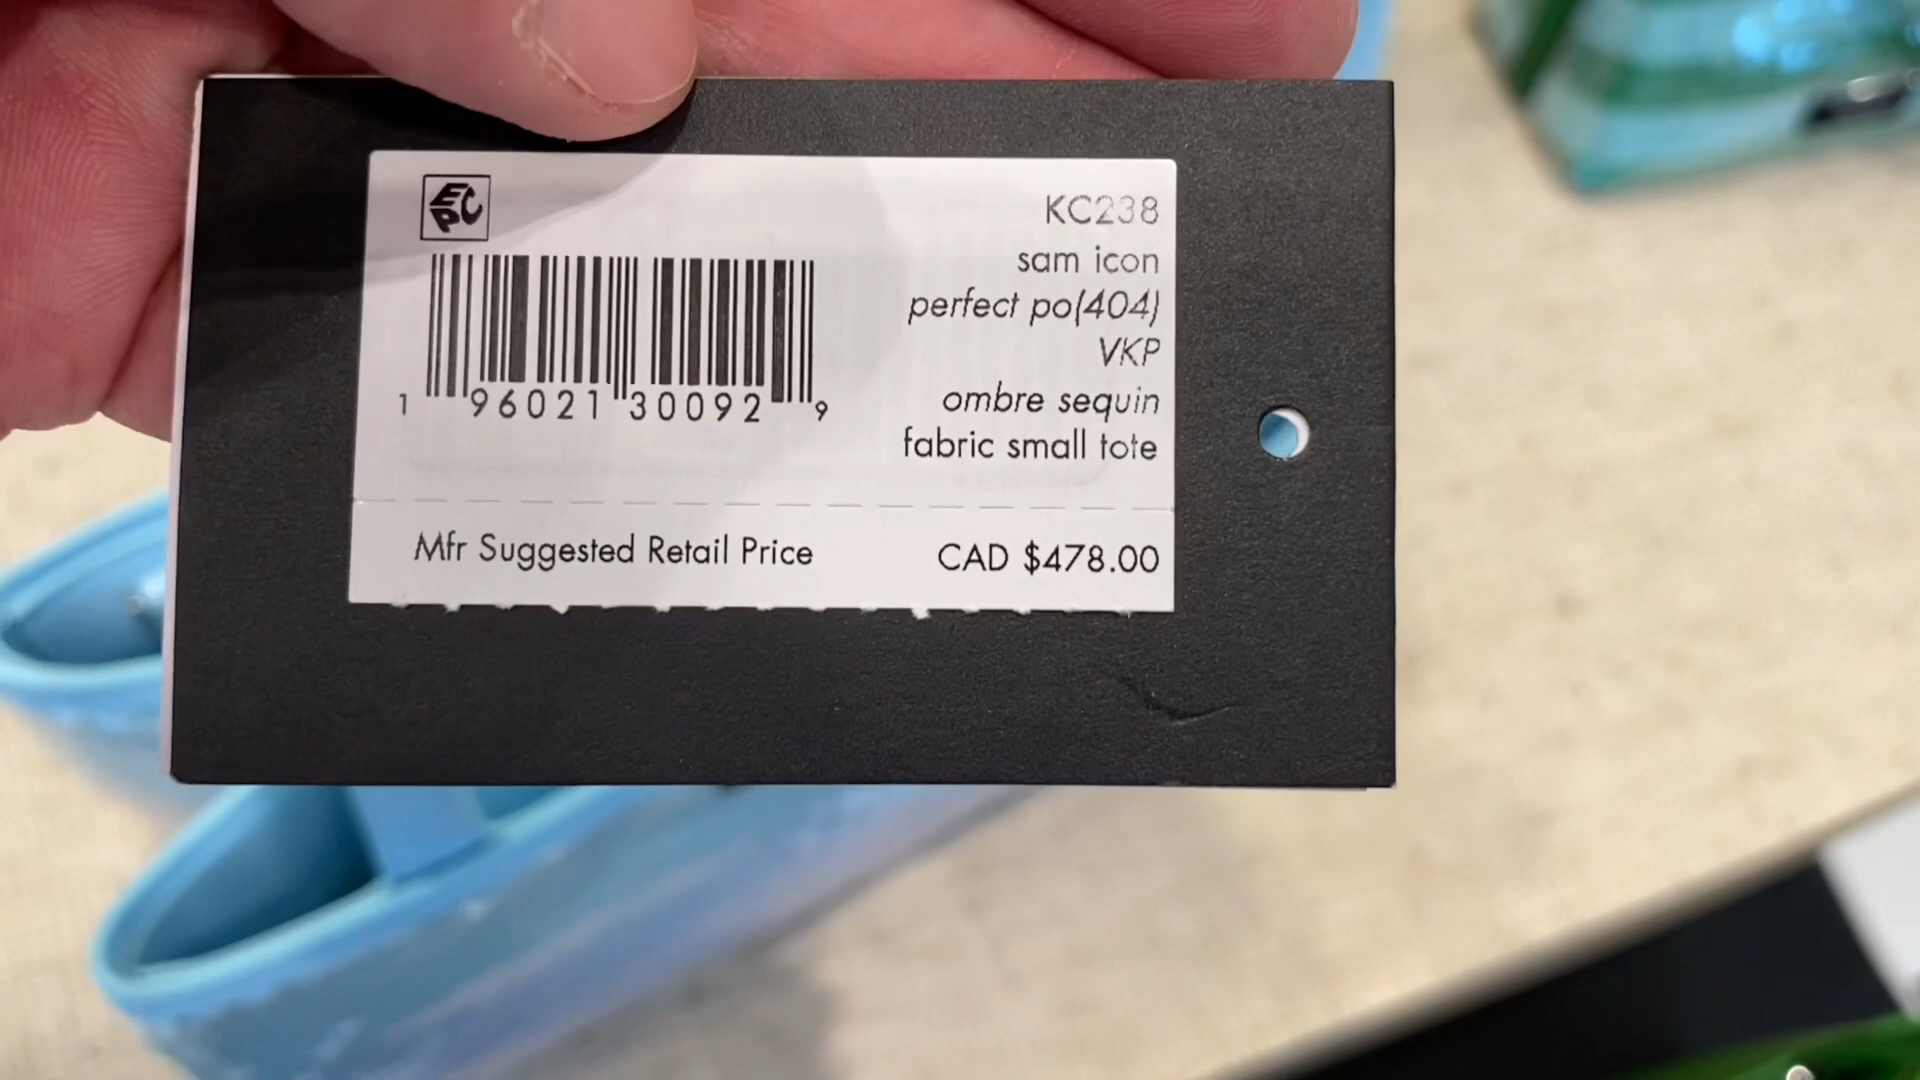 EPC
KC238
sam icon
perfect po(404)
VKP
ombre sequin
fabric small tote
1 96021 30092 9
Mfr Suggested Retail Price CAD $478.00